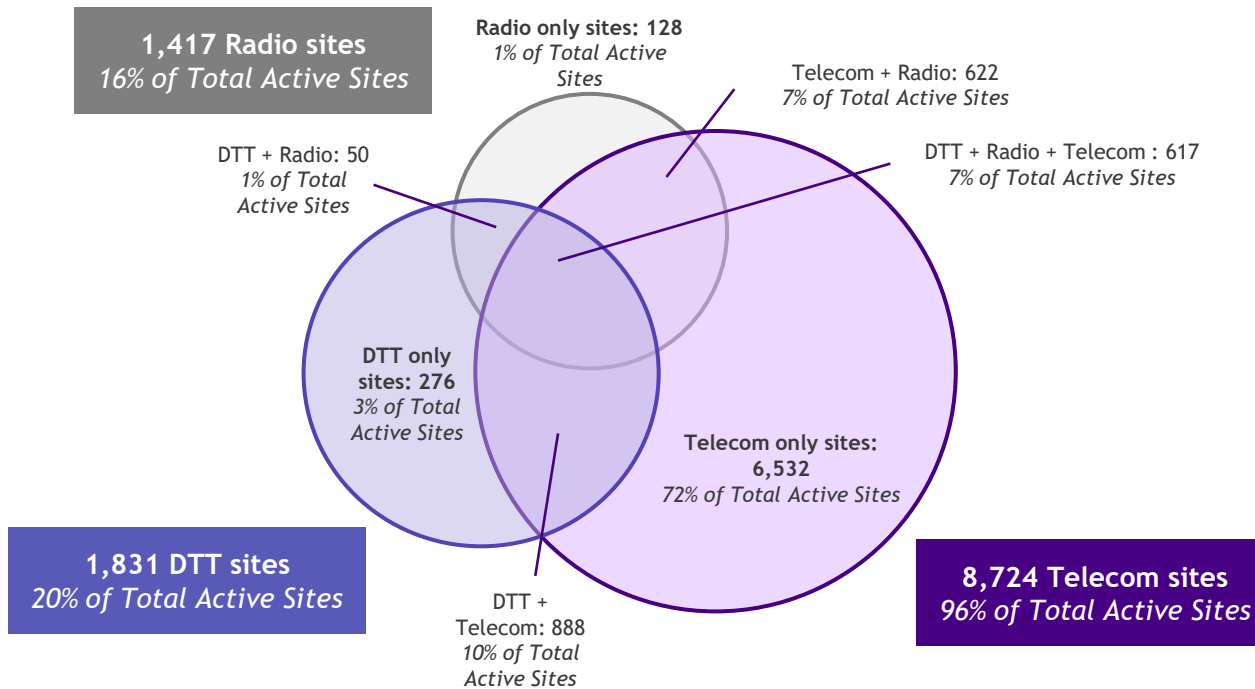 1,417 Radio sites
16% of Total Active Sites
Radio only sites: 128
1% of Total Active
Sites
Telecom + Radio: 622
7% of Total Active Sites
DTT + Radio: 50
1% of Total
Active Sites
DTT + Radio + Telecom : 617
7% of Total Active Sites
DTT only
sites: 276
3% of Total
Active Sites
Telecom only sites:
6,532
72% of Total Active Sites
1,831 DTT sites
20% of Total Active Sites
DTT +
Telecom: 888
10% of Total
Active Sites
8,724 Telecom sites
96% of Total Active Sites